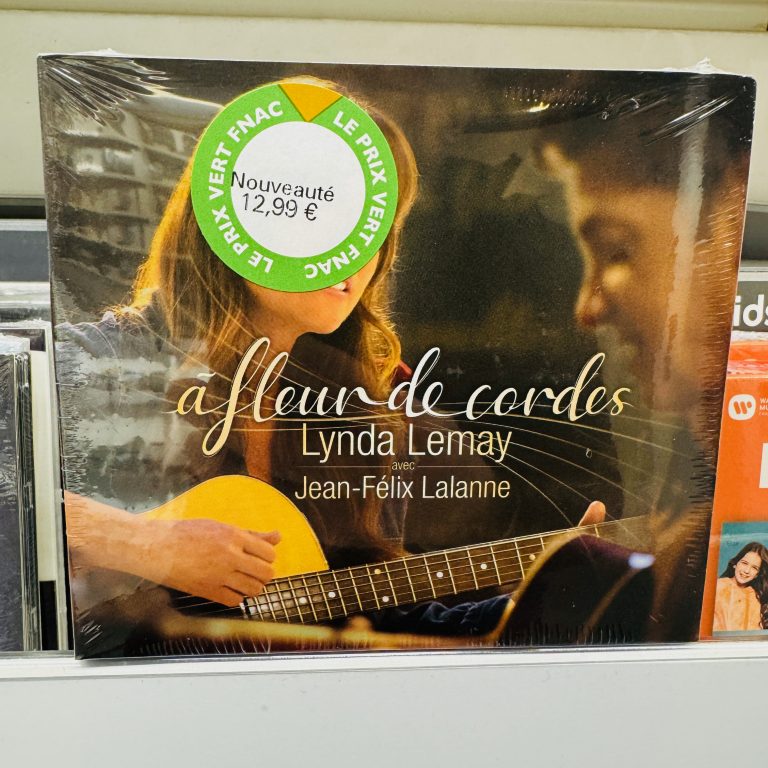 LE PRIX VERT FNAC
LE PRIX VERT FNAC
Nouveauté
12,99 €
à fleur de cordes
Lynda Lemay
avec
Jean-Félix Lalanne
ids